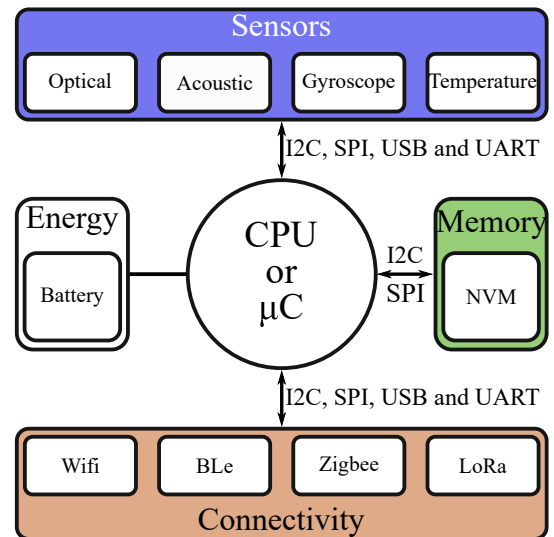 Sensors
Optical
Acoustic
Gyroscope
Temperature
I2C, SPI, USB and UART
Energy
Battery
CPU
or
µC
I2C
SPI
Memory
NVM
I2C, SPI, USB and UART
Wifi
BLe
Zigbee
LoRa
Connectivity